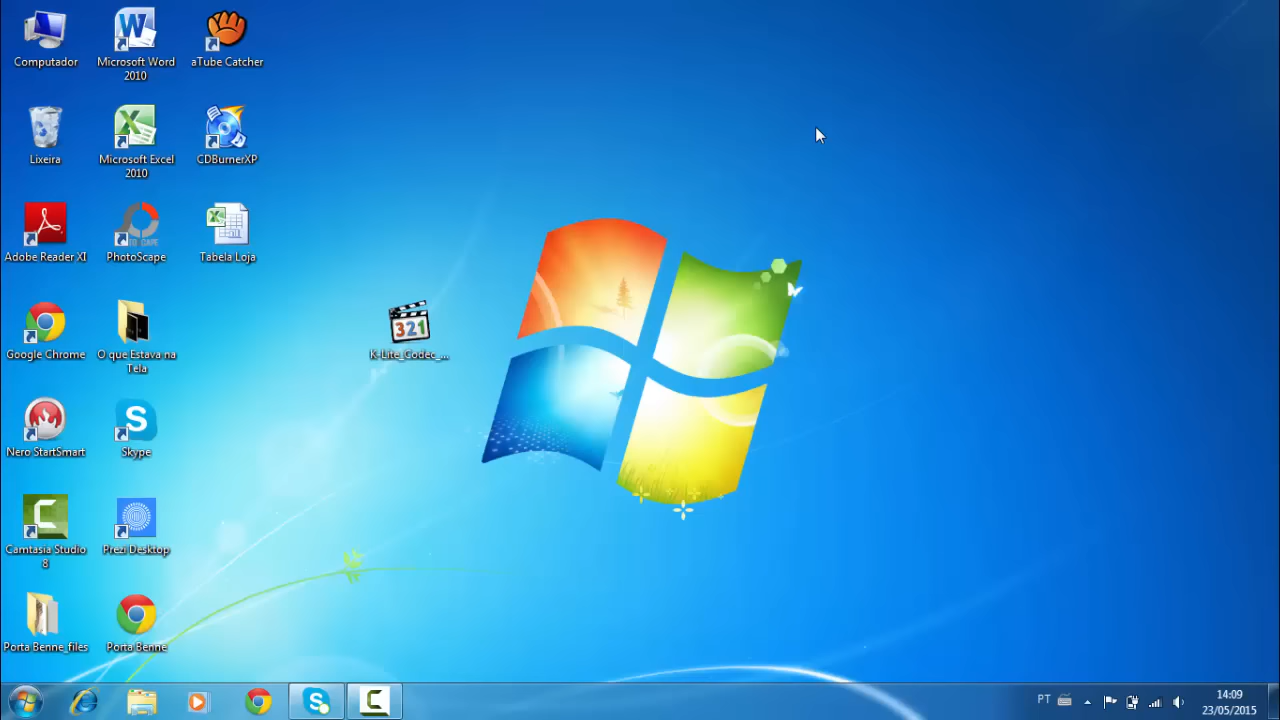 Computador
Microsoft Word
2010
aTube Catcher
Lixeira
Microsoft Excel
2010
CDBurnerXP
Adobe Reader XI
PhotoScape
Tabela Loja
321
K-Lite_Codec_...
Google Chrome
O que Estava na
Tela
Nero StartSmart
Skype
Camtasia Studio
8
Prezi Desktop
Porta Benne_files
Porta Benne
PT
14:09
23/05/2015